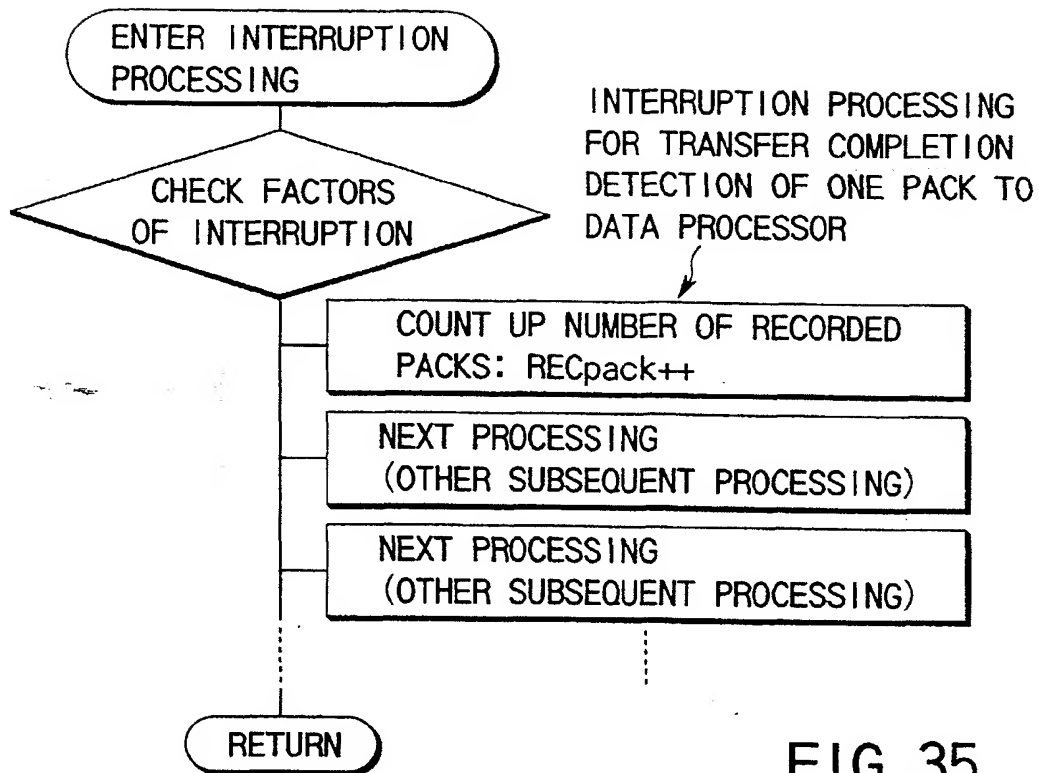 ENTER INTERRUPTION
PROCESSING
CHECK FACTORS
OF INTERRUPTION
INTERRUPTION PROCESSING
FOR TRANSFER COMPLETION
DETECTION OF ONE PACK TO
DATA PROCESSOR
COUNT UP NUMBER OF RECORDED
PACKS: RECpack++
NEXT PROCESSING
(OTHER SUBSEQUENT PROCESSING)
NEXT PROCESSING
(OTHER SUBSEQUENT PROCESSING)
RETURN
FIG. 35